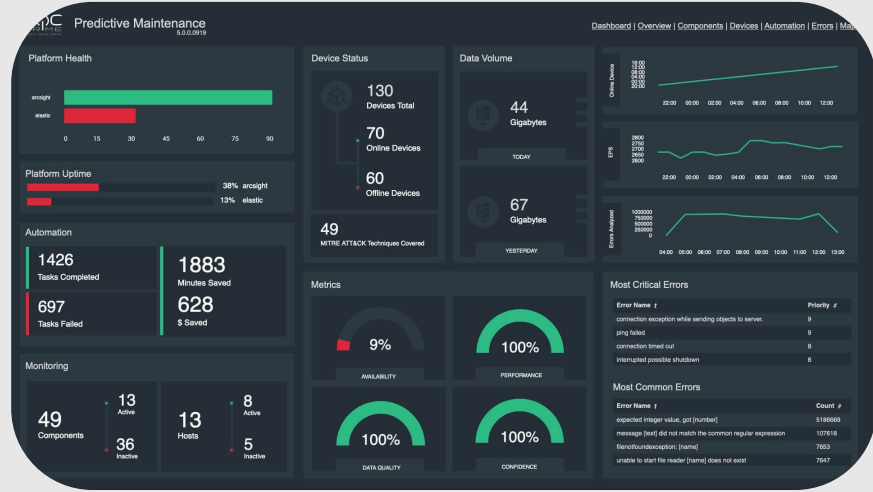 Predictive Maintenance
5.0.0.0919
Dashboard | Overview | Components | Devices | Automation | Errors |
Platform Health
arcsight
elastic
0 15 30 45 60 75 90
Platform Uptime
38% arcsight
13% elastic
Automation
1426
Tasks Completed
697
Tasks Failed
1883
Minutes Saved
628
$ Saved
Monitoring
49
Components
13
Active
36
Inactive
13
Hosts
8
Active
5
Inactive
Device Status
130
Devices Total
70
Online Devices
60
Offline Devices
49
MITRE ATT&CK Techniques Covered
Data Volume
44
Gigabytes
TODAY
67
Gigabytes
YESTERDAY
Metrics
9%
AVAILABILITY
100%
PERFORMANCE
100%
DATA QUALITY
100%
CONFIDENCE
Online Device
22:00 00:00 02:00 04:00 06:00 08:00 10:00 12:00
EPS
2800
2750
2700
2650
2600
22:00 00:00 02:00 04:00 06:00 08:00 10:00 12:00
Errors Analyzed
1000000
750000
500000
250000
0
04:00 05:00 06:00 07:00 08:00 09:00 10:00 11:00 12:00 13:00
Most Critical Errors
Error Name Priority
connection exception while sending objects to server. 9
ping failed 9
connection timed out 8
interrupted possible shutdown 8
Most Common Errors
Error Name Count
expected integer value, got [number] 5186669
message [text] did not match the common regular expression 107618
filenotfoundexception: [name] 7653
unable to start file reader [name] does not exist 7647